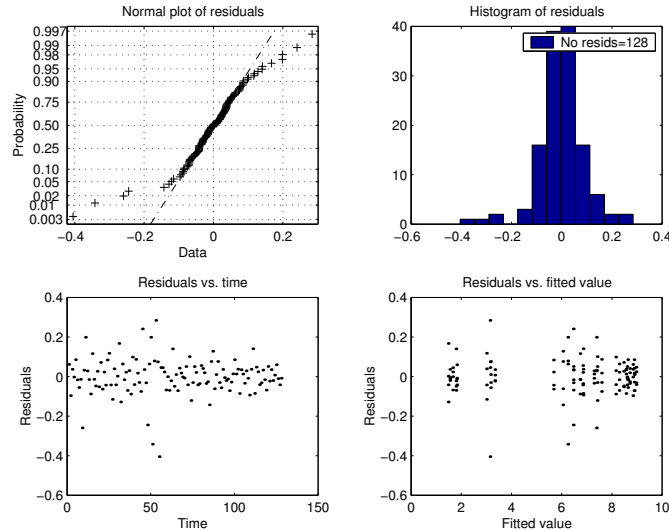 Normal plot of residuals
0.997
0.99
0.98
0.95
0.90
0.75
0.50
0.25
0.10
0.05
0.02
0.01
0.003
Probability
−0.4 −0.2 0 0.2
Data
Histogram of residuals
No resids=128
40
30
20
10
0
−0.6 −0.4 −0.2 0 0.2 0.4
Residuals vs. time
0.4
0.2
0
−0.2
−0.4
−0.6
Residuals
0 50 100 150
Time
Residuals vs. fitted value
0.4
0.2
0
−0.2
−0.4
−0.6
Residuals
0 2 4 6 8 10
Fitted value